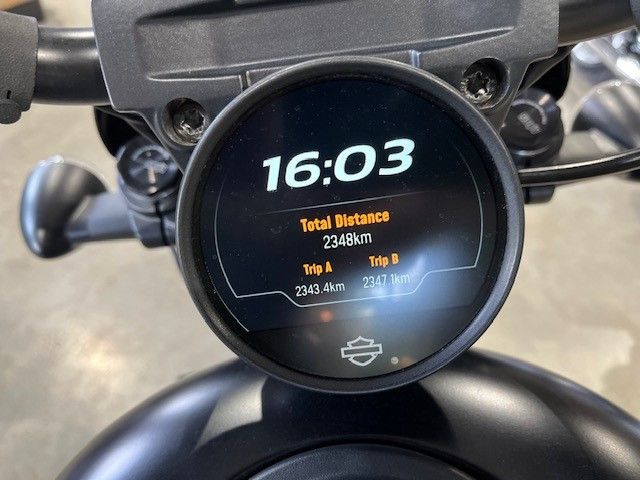 16:03
Total Distance
2348km
Trip A Trip B
2343.4km 2347.1km